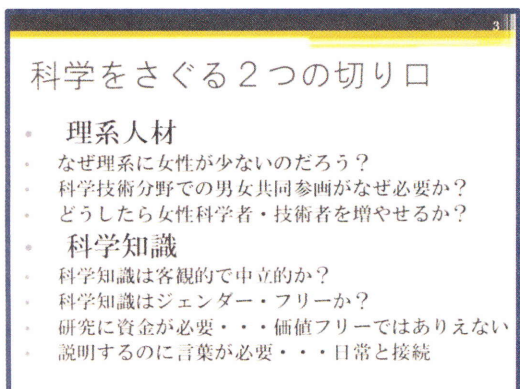 3
科学をさぐる2つの切り口
理系人材
なぜ理系に女性が少ないのだろう？
科学技術分野での男女共同参画がなぜ必要か？
どうしたら女性科学者・技術者を増やせるか？
科学知識
科学知識は客観的で中立的か？
科学知識はジェンダー・フリーか？
研究に資金が必要・・・価値フリーではありえない
説明するのに言葉が必要・・・日常と接続